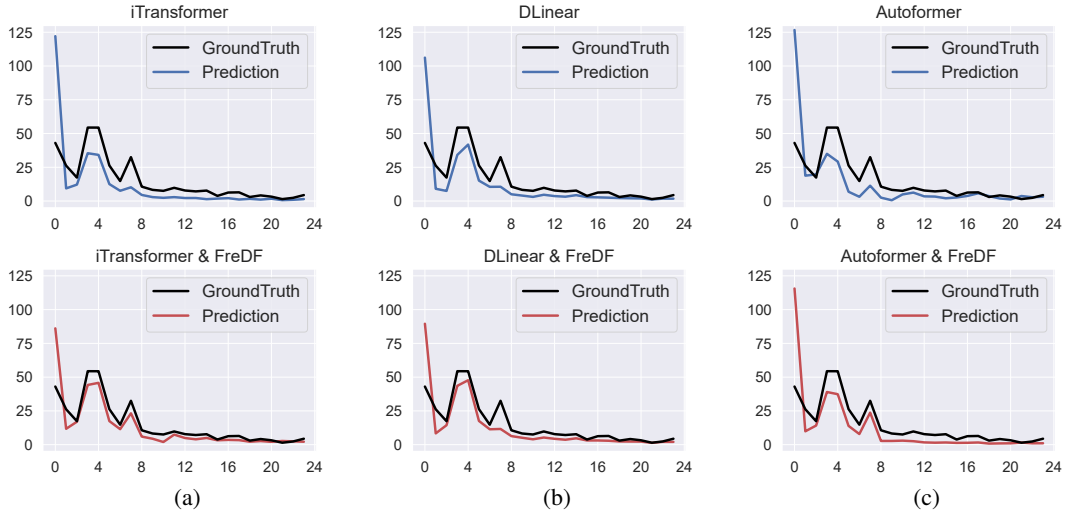 iTransformer
DLinear
Autoformer
125
100
75
50
25
0
GroundTruth
Prediction
0 4 8 12 16 20 24
125
100
75
50
25
0
GroundTruth
Prediction
0 4 8 12 16 20 24
125
100
75
50
25
0
GroundTruth
Prediction
0 4 8 12 16 20 24
iTransformer & FreDF
DLinear & FreDF
Autoformer & FreDF
125
100
75
50
25
0
GroundTruth
Prediction
0 4 8 12 16 20 24
125
100
75
50
25
0
GroundTruth
Prediction
0 4 8 12 16 20 24
125
100
75
50
25
0
GroundTruth
Prediction
0 4 8 12 16 20 24
(a)
(b)
(c)